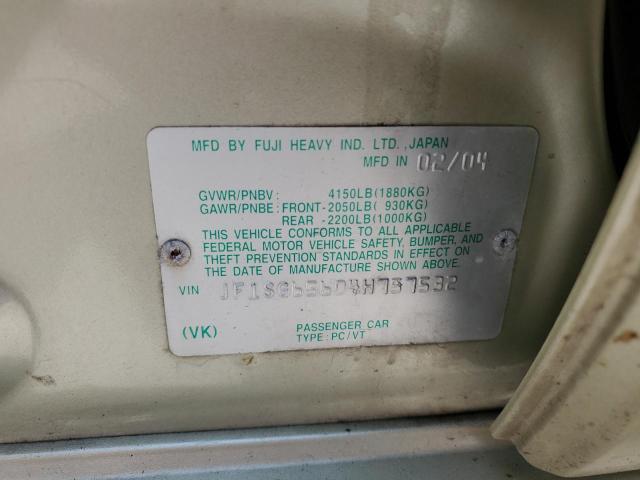 MFD BY FUJI HEAVY IND. LTD. ,JAPAN
MFD IN 02/04
GVWR/PNBV : 4150LB(1880KG)
GAWR/PNBE: FRONT-2050LB( 930KG)
REAR -2200LB(1000KG)
THIS VEHICLE CONFORMS TO ALL APPLICABLE
FEDERAL MOTOR VEHICLE SAFETY, BUMPER, AND
THEFT PREVENTION STANDARDS IN EFFECT ON
THE DATE OF MANUFACTURE SHOWN ABOVE.
VIN
(VK) PASSENGER CAR
TYPE: PC/VT